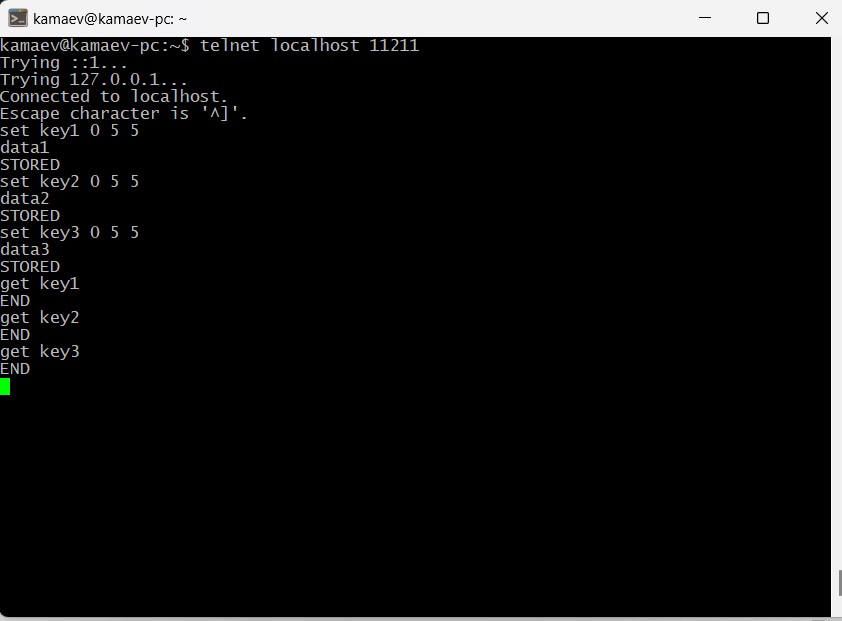 kamaev@kamaev-pc: ~
kamaev@kamaev-pc:~$ telnet localhost 11211
Trying ::1...
Trying 127.0.0.1...
Connected to localhost.
Escape character is '^]'.
set key1 0 5 5
data1
STORED
set key2 0 5 5
data2
STORED
set key3 0 5 5
data3
STORED
get key1
END
get key2
END
get key3
END